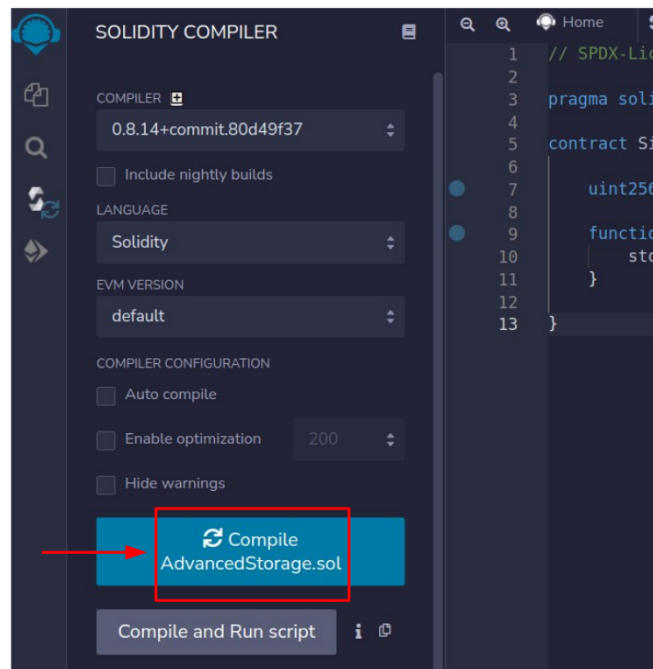 SOLIDITY COMPILER
COMPILER
0.8.14+commit.80d49f37
Include nightly builds
LANGUAGE
Solidity
EVM VERSION
default
COMPILER CONFIGURATION
Auto compile
Enable optimization 200
Hide warnings
Compile
AdvancedStorage.sol
Compile and Run script
Home
1 // SPDX-Lic
2
3 pragma soli
4
5 contract Si
6
7 uint256
8
9 functio
10 sto
11 }
12
13 }